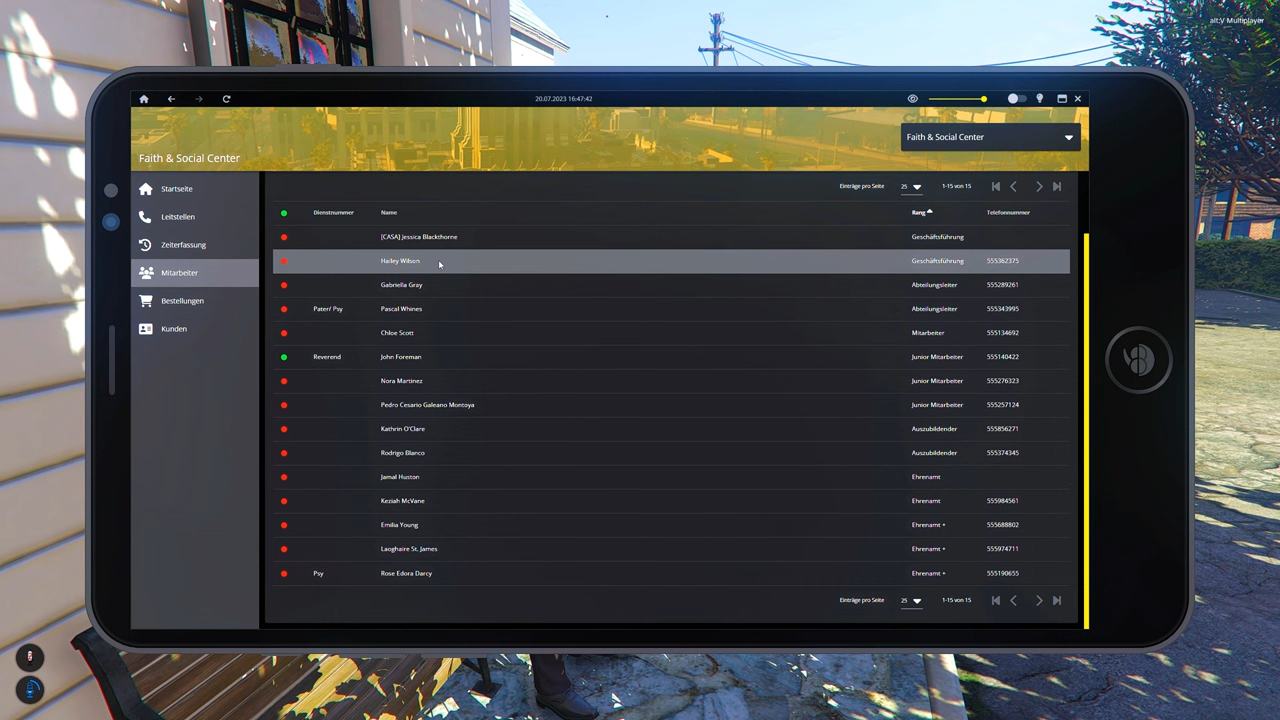 alt:V Multiplayer
20.07.2023 16:47:42
Faith & Social Center
Faith & Social Center
Startseite
Leitstellen
Zeiterfassung
Mitarbeiter
Bestellungen
Kunden
Einträge pro Seite 25 1-15 von 15
Dienstnummer Name Rang Telefonnummer
[CASA] Jessica Blackthorne Geschäftsführung
Hailey Wilson Geschäftsführung 555362375
Gabriella Gray Abteilungsleiter 555289261
Pater/ Psy Pascal Whines Abteilungsleiter 555343995
Chloe Scott Mitarbeiter 555134692
Reverend John Foreman Junior Mitarbeiter 555140422
Nora Martinez Junior Mitarbeiter 555276323
Pedro Cesario Galeano Montoya Junior Mitarbeiter 555257124
Kathrin O'Clare Auszubildender 555856271
Rodrigo Blanco Auszubildender 555374345
Jamal Huston Ehrenamt
Keziah McVane Ehrenamt 555984561
Emilia Young Ehrenamt + 555688802
Laoghaire St. James Ehrenamt + 555974711
Psy Rose Edora Darcy Ehrenamt + 555190655
Einträge pro Seite 25 1-15 von 15